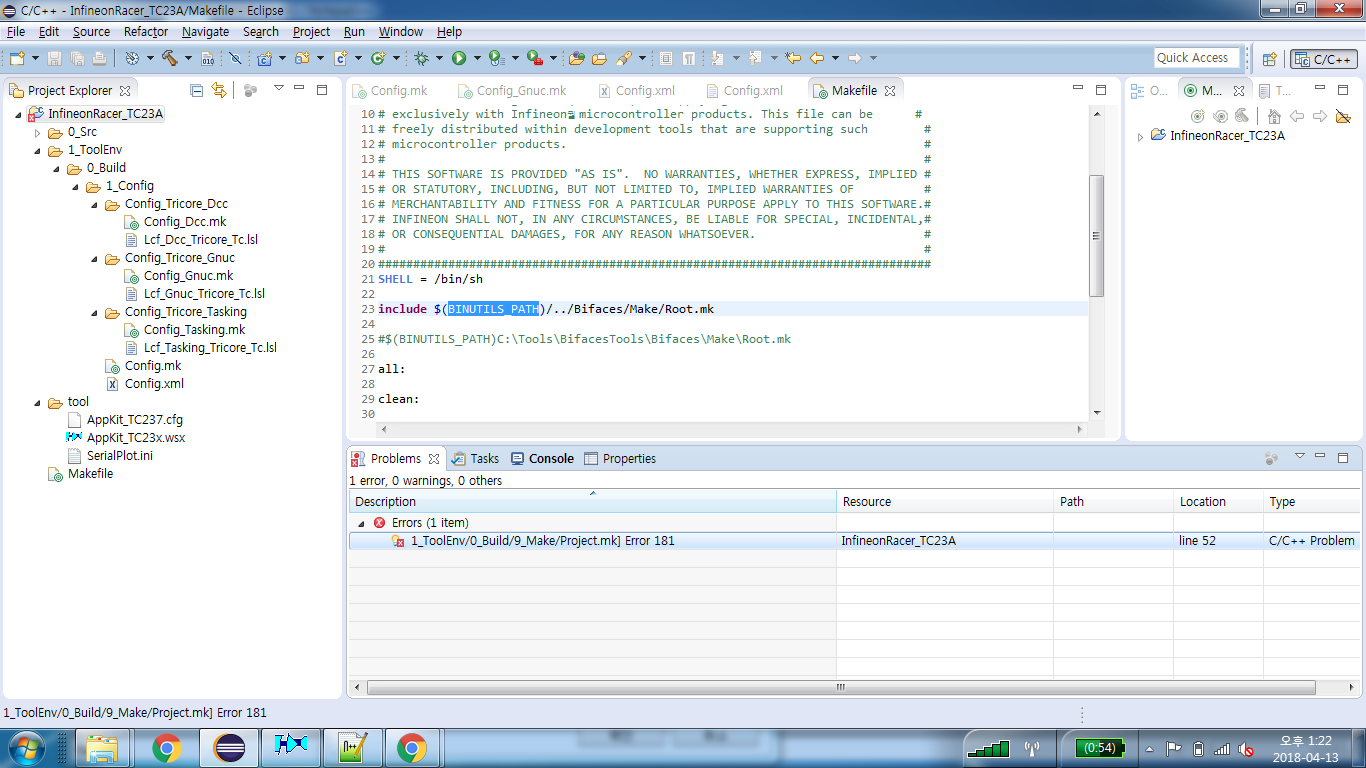 C/C++ - InfineonRacer_TC23A/Makefile - Eclipse
File Edit Source Refactor Navigate Search Project Run Window Help
Quick Access
C/C++
Project Explorer
InfineonRacer_TC23A
0_Src
1_ToolEnv
0_Build
1_Config
Config_Tricore_Dcc
Config_Dcc.mk
Lcf_Dcc_Tricore_Tc.lsl
Config_Tricore_Gnuc
Config_Gnuc.mk
Lcf_Gnuc_Tricore_Tc.lsl
Config_Tricore_Tasking
Config_Tasking.mk
Lcf_Tasking_Tricore_Tc.lsl
Config.mk
Config.xml
tool
AppKit_TC237.cfg
AppKit_TC23x.wsx
SerialPlot.ini
Makefile
Config.mk Config_Gnuc.mk Config.xml Config.xml Makefile
10 # exclusively with Infineon microcontroller products. This file can be #
11 # freely distributed within development tools that are supporting such #
12 # microcontroller products. #
13 # #
14 # THIS SOFTWARE IS PROVIDED "AS IS". NO WARRANTIES, WHETHER EXPRESS, IMPLIED #
15 # OR STATUTORY, INCLUDING, BUT NOT LIMITED TO, IMPLIED WARRANTIES OF #
16 # MERCHANTABILITY AND FITNESS FOR A PARTICULAR PURPOSE APPLY TO THIS SOFTWARE.#
17 # INFINEON SHALL NOT, IN ANY CIRCUMSTANCES, BE LIABLE FOR SPECIAL, INCIDENTAL,#
18 # OR CONSEQUENTIAL DAMAGES, FOR ANY REASON WHATSOEVER. #
19 # #
20 ###############################################################################
21 SHELL = /bin/sh
22
23 include $(BINUTILS_PATH)/../Bifaces/Make/Root.mk
24
25 #$(BINUTILS_PATH)C:\Tools\BifacesTools\Bifaces\Make\Root.mk
26
27 all:
28
29 clean:
30
O... M... T...
InfineonRacer_TC23A
Problems Tasks Console Properties
1 error, 0 warnings, 0 others
Description Resource Path Location Type
Errors (1 item)
1_ToolEnv/0_Build/9_Make/Project.mk] Error 181 InfineonRacer_TC23A line 52 C/C++ Problem
1_ToolEnv/0_Build/9_Make/Project.mk] Error 181
(0:54)
오후 1:22
2018-04-13